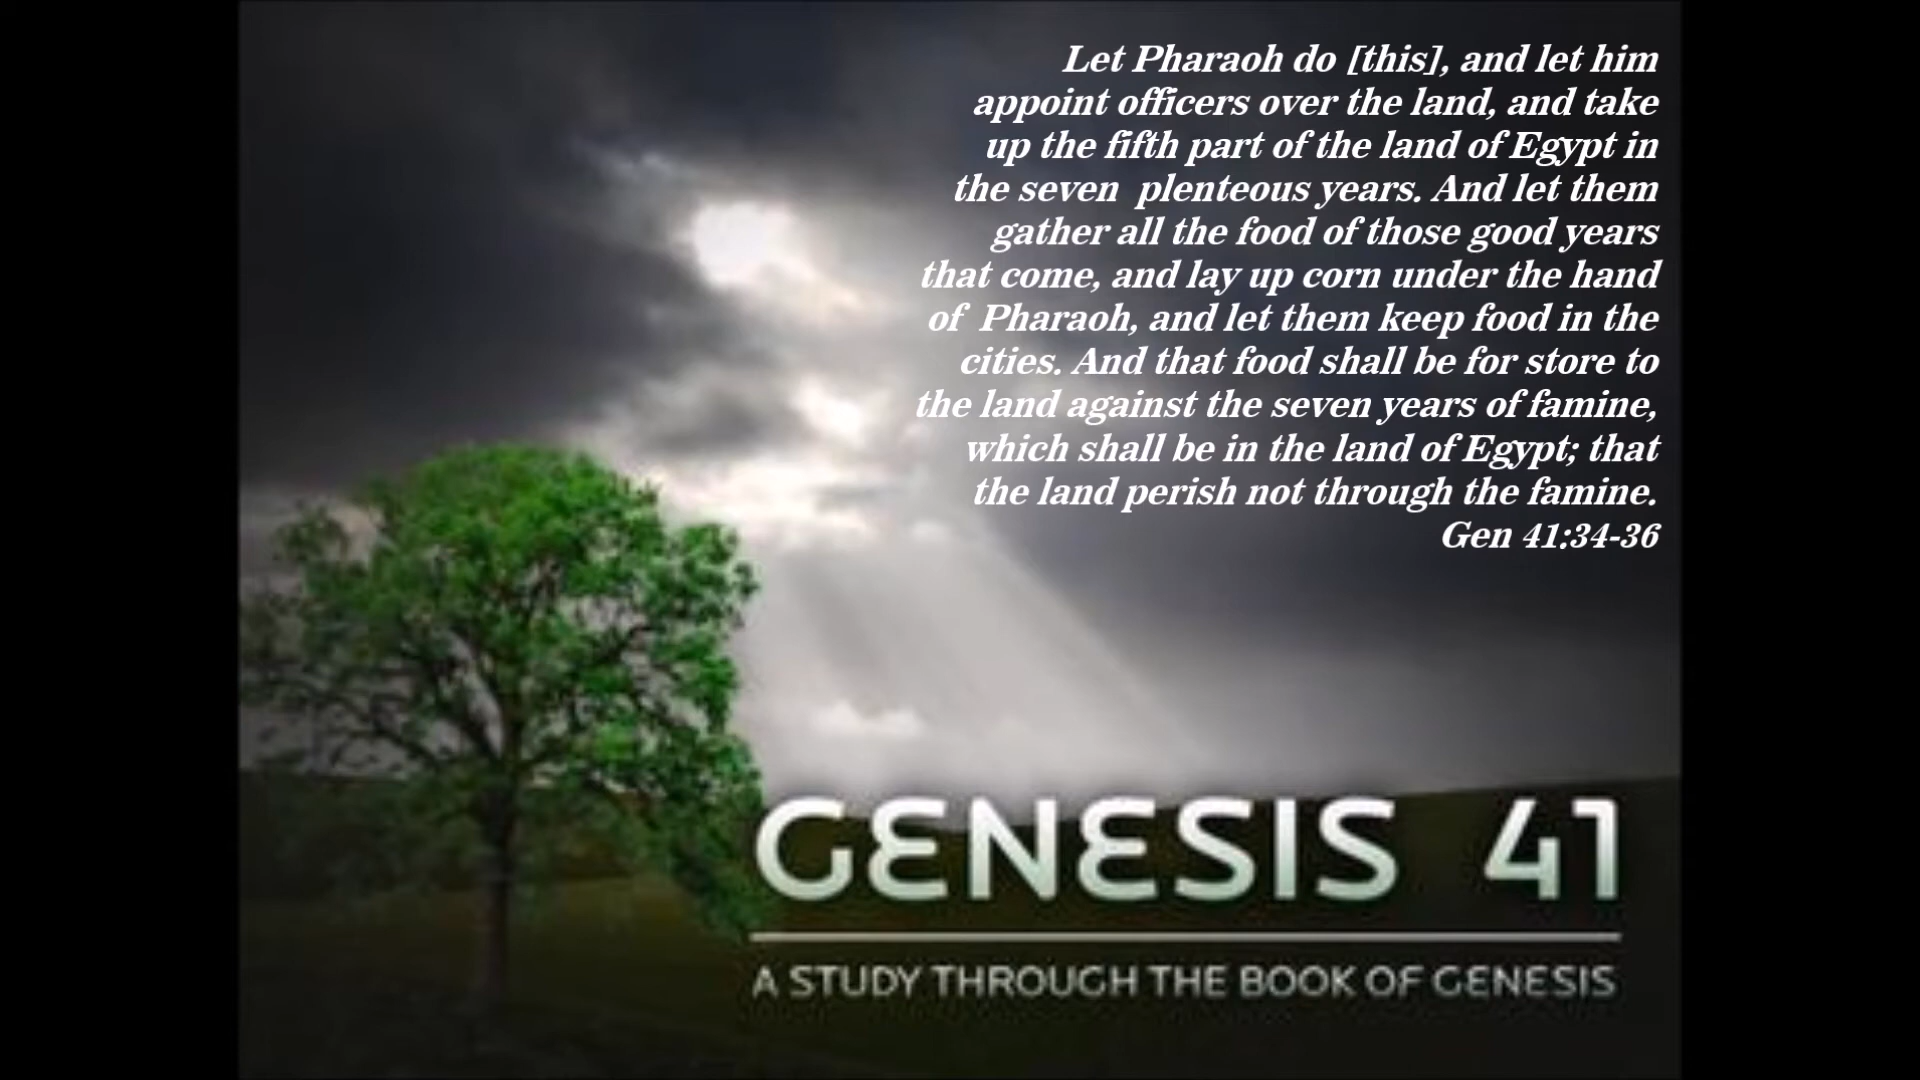 Let Pharaoh do [this], and let him
appoint officers over the land, and take
up the fifth part of the land of Egypt in
the seven  plenteous years. And let them
gather all the food of those good years
that come, and lay up corn under the hand
of  Pharaoh, and let them keep food in the
cities. And that food shall be for store to
the land against the seven years of famine,
which shall be in the land of Egypt; that
the land perish not through the famine.
Gen 41:34-36
GENESIS 41
A STUDY THROUGH THE BOOK OF GENESIS